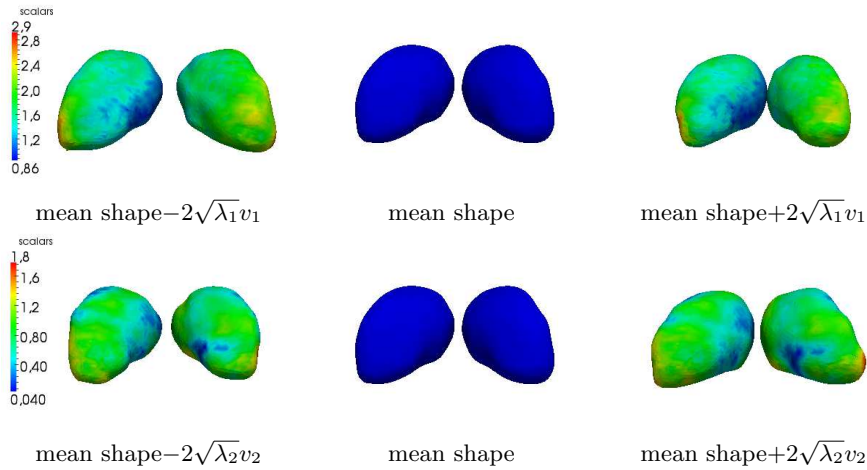 scalars
2,9
2,8
2,4
2,0
1,6
1,2
0,86
mean shape−2√λ₁v₁
mean shape
mean shape+2√λ₁v₁
scalars
1,8
1,6
1,2
0,80
0,40
0,040
mean shape−2√λ₂v₂
mean shape
mean shape+2√λ₂v₂